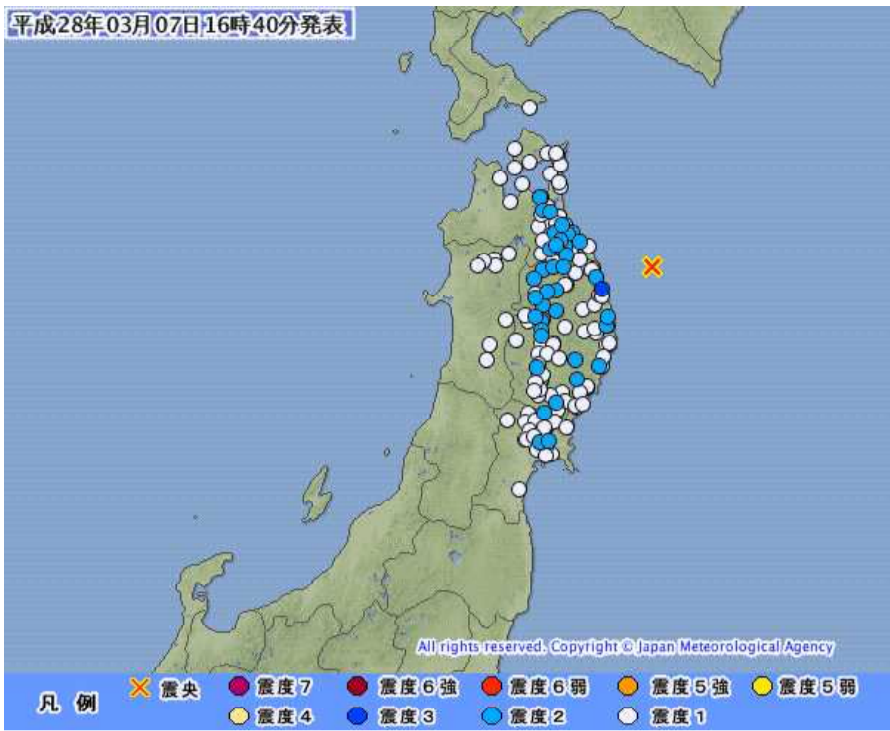 平成28年03月07日16時40分発表
All rights reserved. Copyright © Japan Meteorological Agency
凡 例 震央 震度7 震度6強 震度6弱 震度5強 震度5弱
震度4 震度3 震度2 震度1